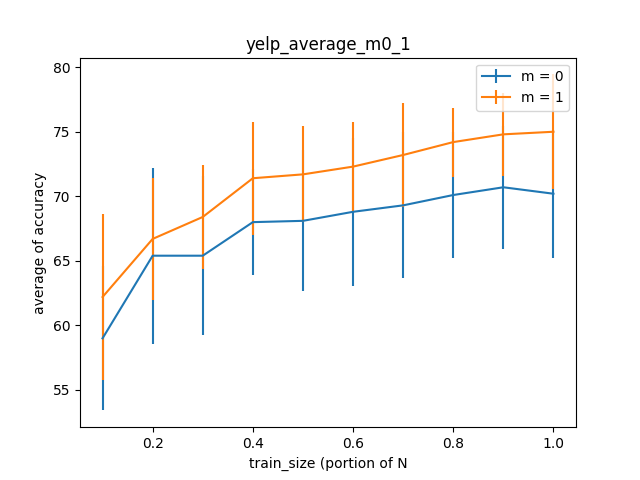 yelp_average_m0_1
m = 0
m = 1
average of accuracy
80
75
70
65
60
55
0.2
0.4
0.6
0.8
1.0
train_size (portion of N